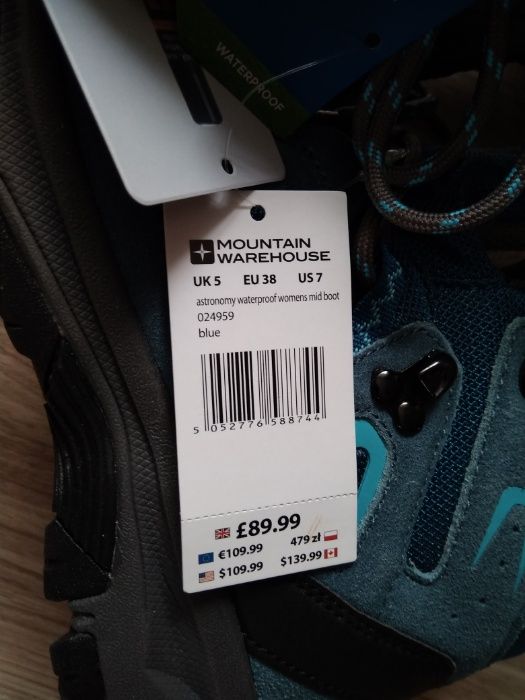 WATERPROOF
MOUNTAIN
WAREHOUSE
UK 5 EU 38 US 7
astronomy waterproof womens mid boot
024959
blue
5 052776 588744
£89.99
€109.99 479 zł
$109.99 $139.99